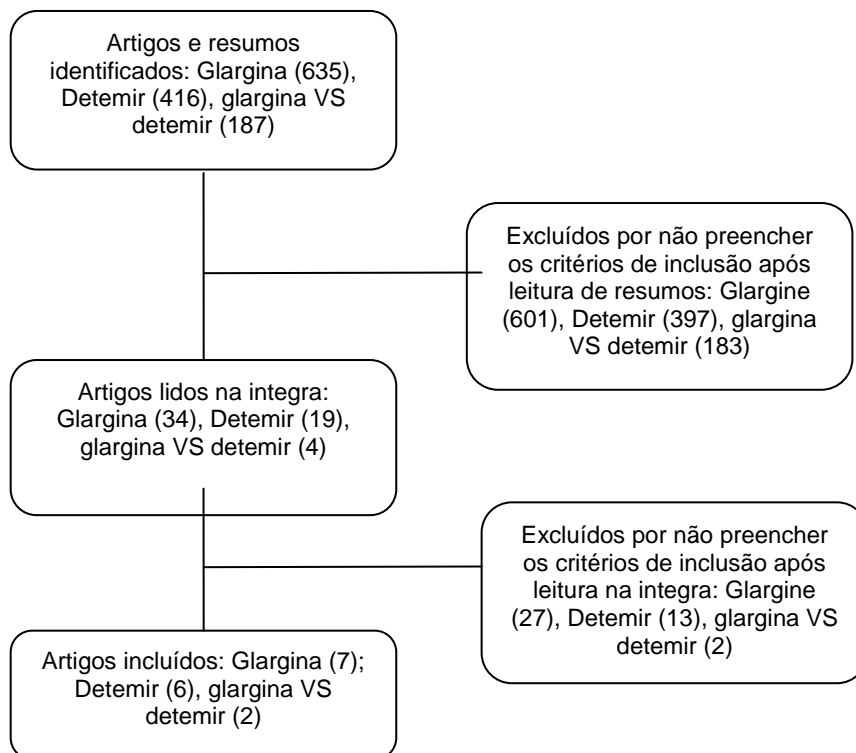 Artigos e resumos
identificados: Glargina (635),
Detemir (416), glargina VS
detemir (187)
Excluídos por não preencher
os critérios de inclusão após
leitura de resumos: Glargine
(601), Detemir (397), glargina
VS detemir (183)
Artigos lidos na integra:
Glargina (34), Detemir (19),
glargina VS detemir (4)
Excluídos por não preencher
os critérios de inclusão após
leitura na integra: Glargine
(27), Detemir (13), glargina VS
detemir (2)
Artigos incluídos: Glargina (7);
Detemir (6), glargina VS
detemir (2)